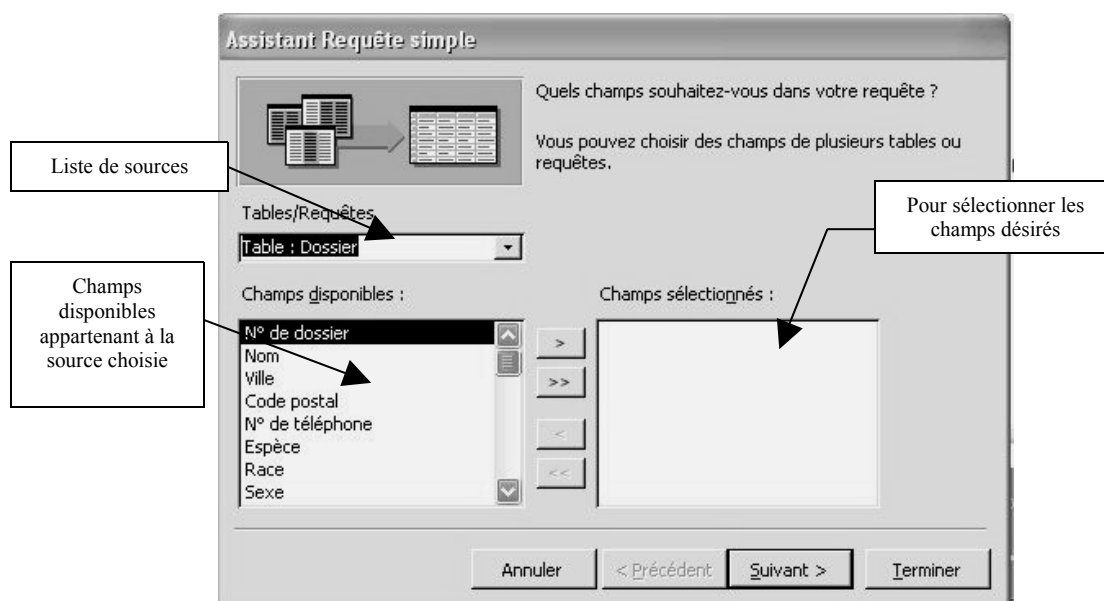 Assistant Requête simple
Quels champs souhaitez-vous dans votre requête ?
Vous pouvez choisir des champs de plusieurs tables ou
requêtes.
Liste de sources
Tables/Requêtes
Table : Dossier
Pour sélectionner les
champs désirés
Champs
disponibles
appartenant à la
source choisie
Champs disponibles :
Champs sélectionnés :
N° de dossier
Nom
Ville
Code postal
N° de téléphone
Espèce
Race
Sexe
>
>>
<
<<
Annuler
< Précédent
Suivant >
Terminer